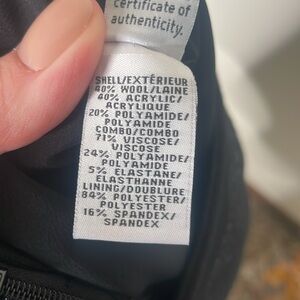 certificate of
authenticity.
SHELL/EXTÉRIEUR
40% WOOL/LAINE
40% ACRYLIC/
ACRYLIQUE
20% POLYAMIDE/
POLYAMIDE
COMBO/COMBO
71% VISCOSE/
VISCOSE
24% POLYAMIDE/
POLYAMIDE
5% ELASTANE/
ELASTHANNE
LINING/DOUBLURE
84% POLYESTER/
POLYESTER
16% SPANDEX/
SPANDEX